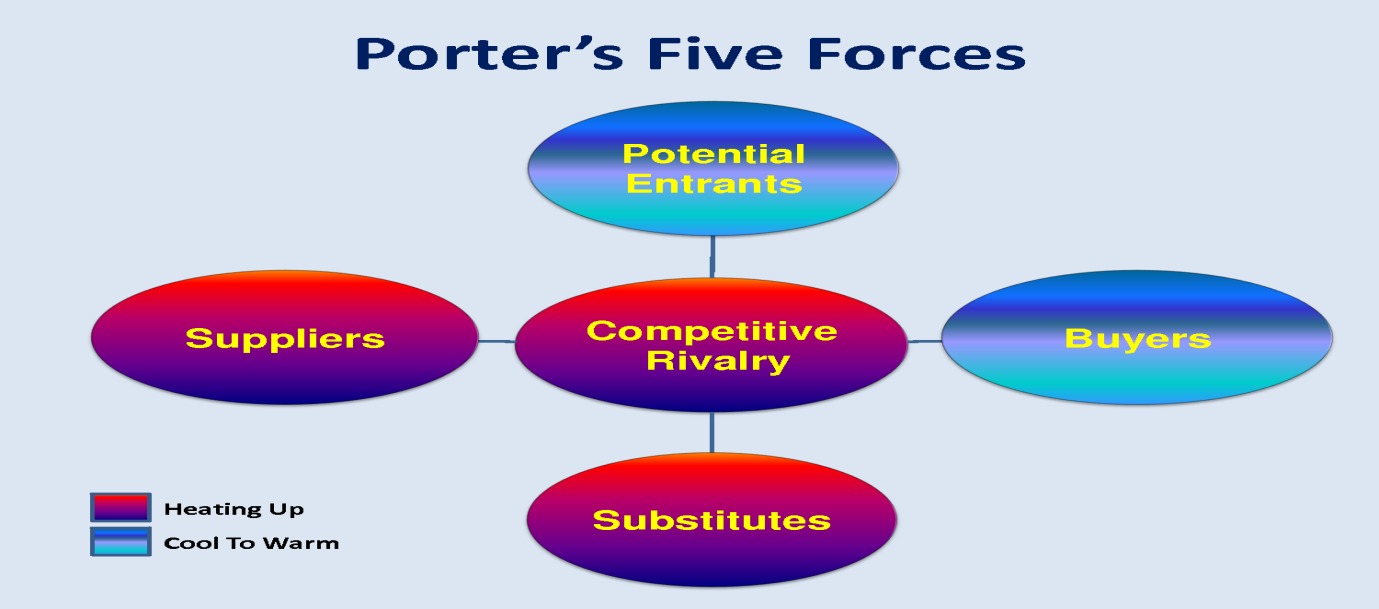 Porter’s Five Forces
Potential
Entrants
Suppliers
Competitive
Rivalry
Buyers
Substitutes
Heating Up
Cool To Warm